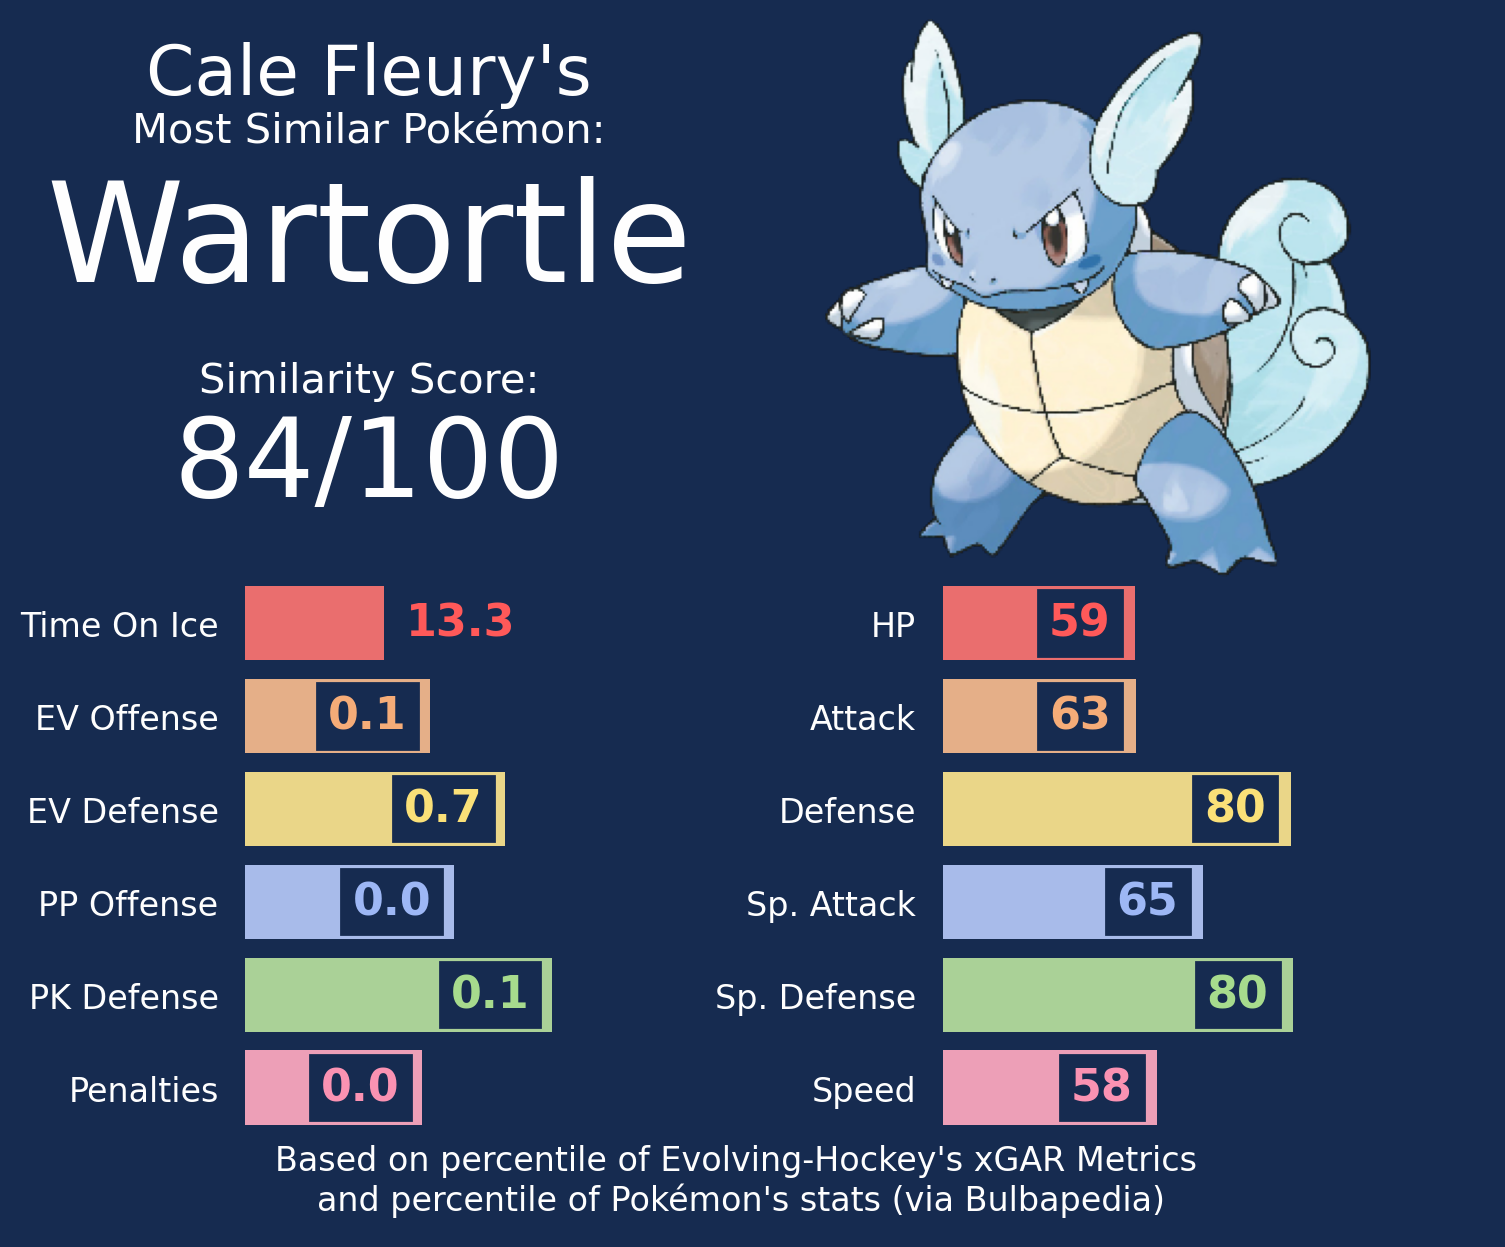 Cale Fleury's
Most Similar Pokémon:
Wartortle
Similarity Score:
84/100
Time On Ice 13.3
EV Offense 0.1
EV Defense 0.7
PP Offense 0.0
PK Defense 0.1
Penalties 0.0
HP 59
Attack 63
Defense 80
Sp. Attack 65
Sp. Defense 80
Speed 58
Based on percentile of Evolving-Hockey's xGAR Metrics
and percentile of Pokémon's stats (via Bulbapedia)